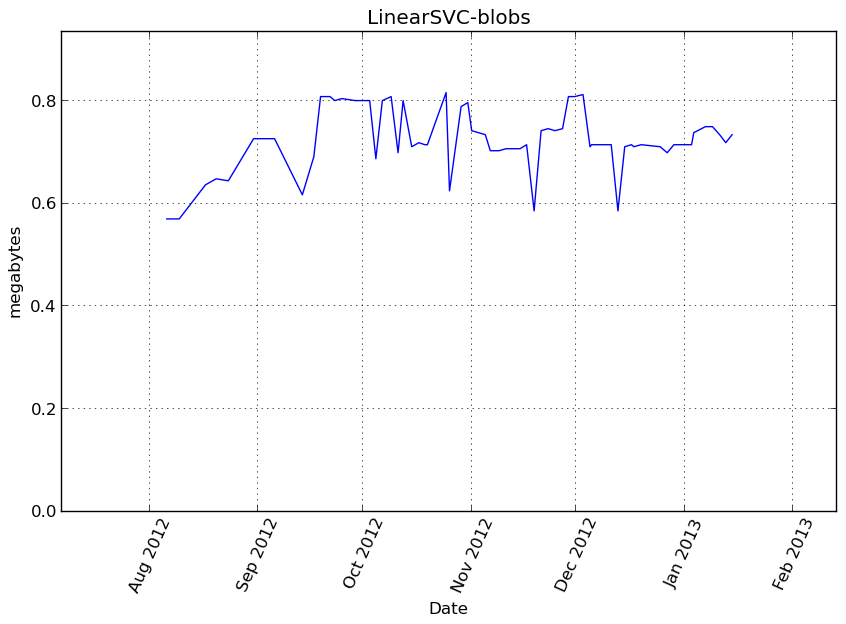 LinearSVC-blobs
megabytes
0.8
0.6
0.4
0.2
0.0
Aug 2012
Sep 2012
Oct 2012
Nov 2012
Dec 2012
Jan 2013
Feb 2013
Date